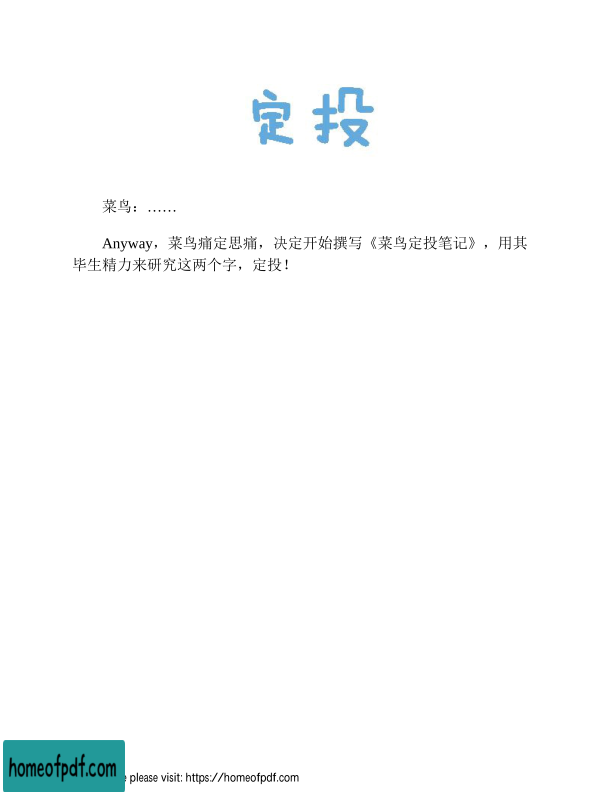 定投
菜鸟：……
Anyway，菜鸟痛定思痛，决定开始撰写《菜鸟定投笔记》，用其
毕生精力来研究这两个字，定投！
homeofpdf.com
please visit: https://homeofpdf.com